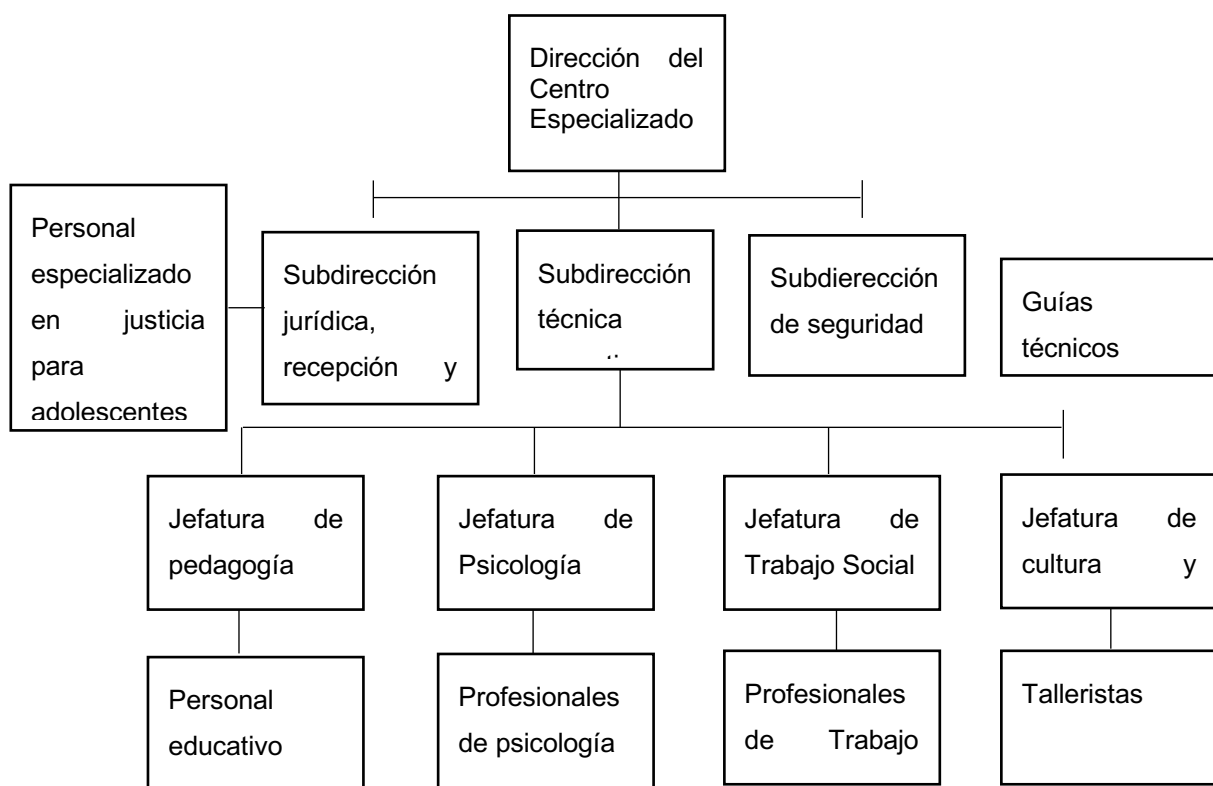 Dirección del
Centro
Especializado
Personal
especializado
en justicia
para
adolescentes
Subdirección
jurídica,
recepción y
Subdirección
técnica
Subdierección
de seguridad
Guías
técnicos
Jefatura de
pedagogía
Jefatura de
Psicología
Jefatura de
Trabajo Social
Jefatura de
cultura y
Personal
educativo
Profesionales
de psicología
Profesionales
de Trabajo
Talleristas